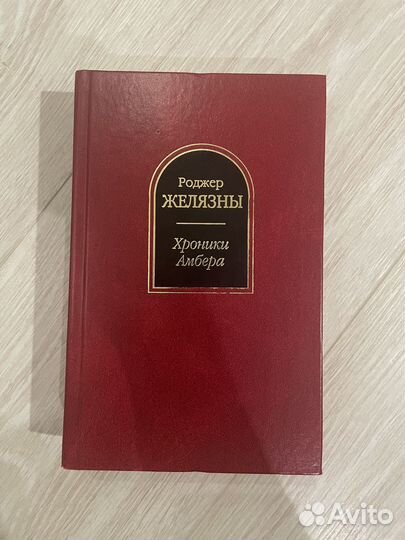 Роджер
ЖЕЛЯЗНЫ
Хроники
Амбера
Avito